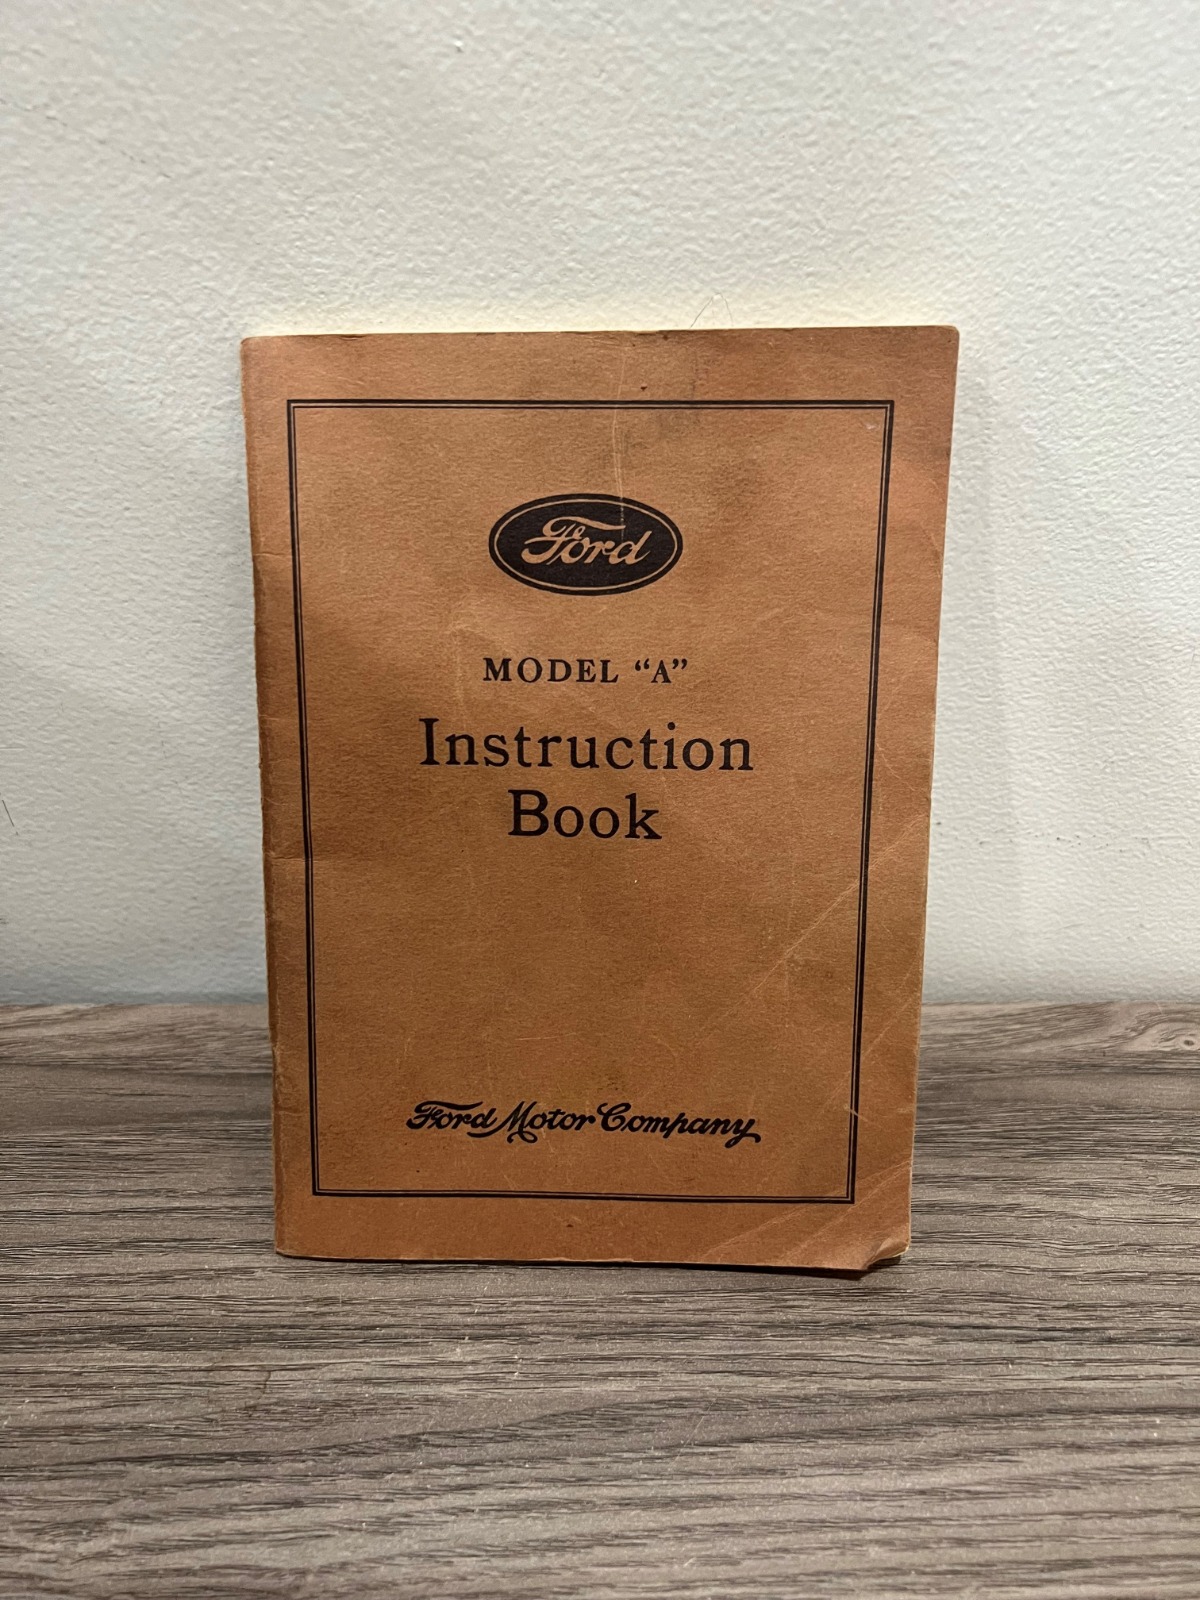 Ford
MODEL “A”
Instruction
Book
Ford Motor Company